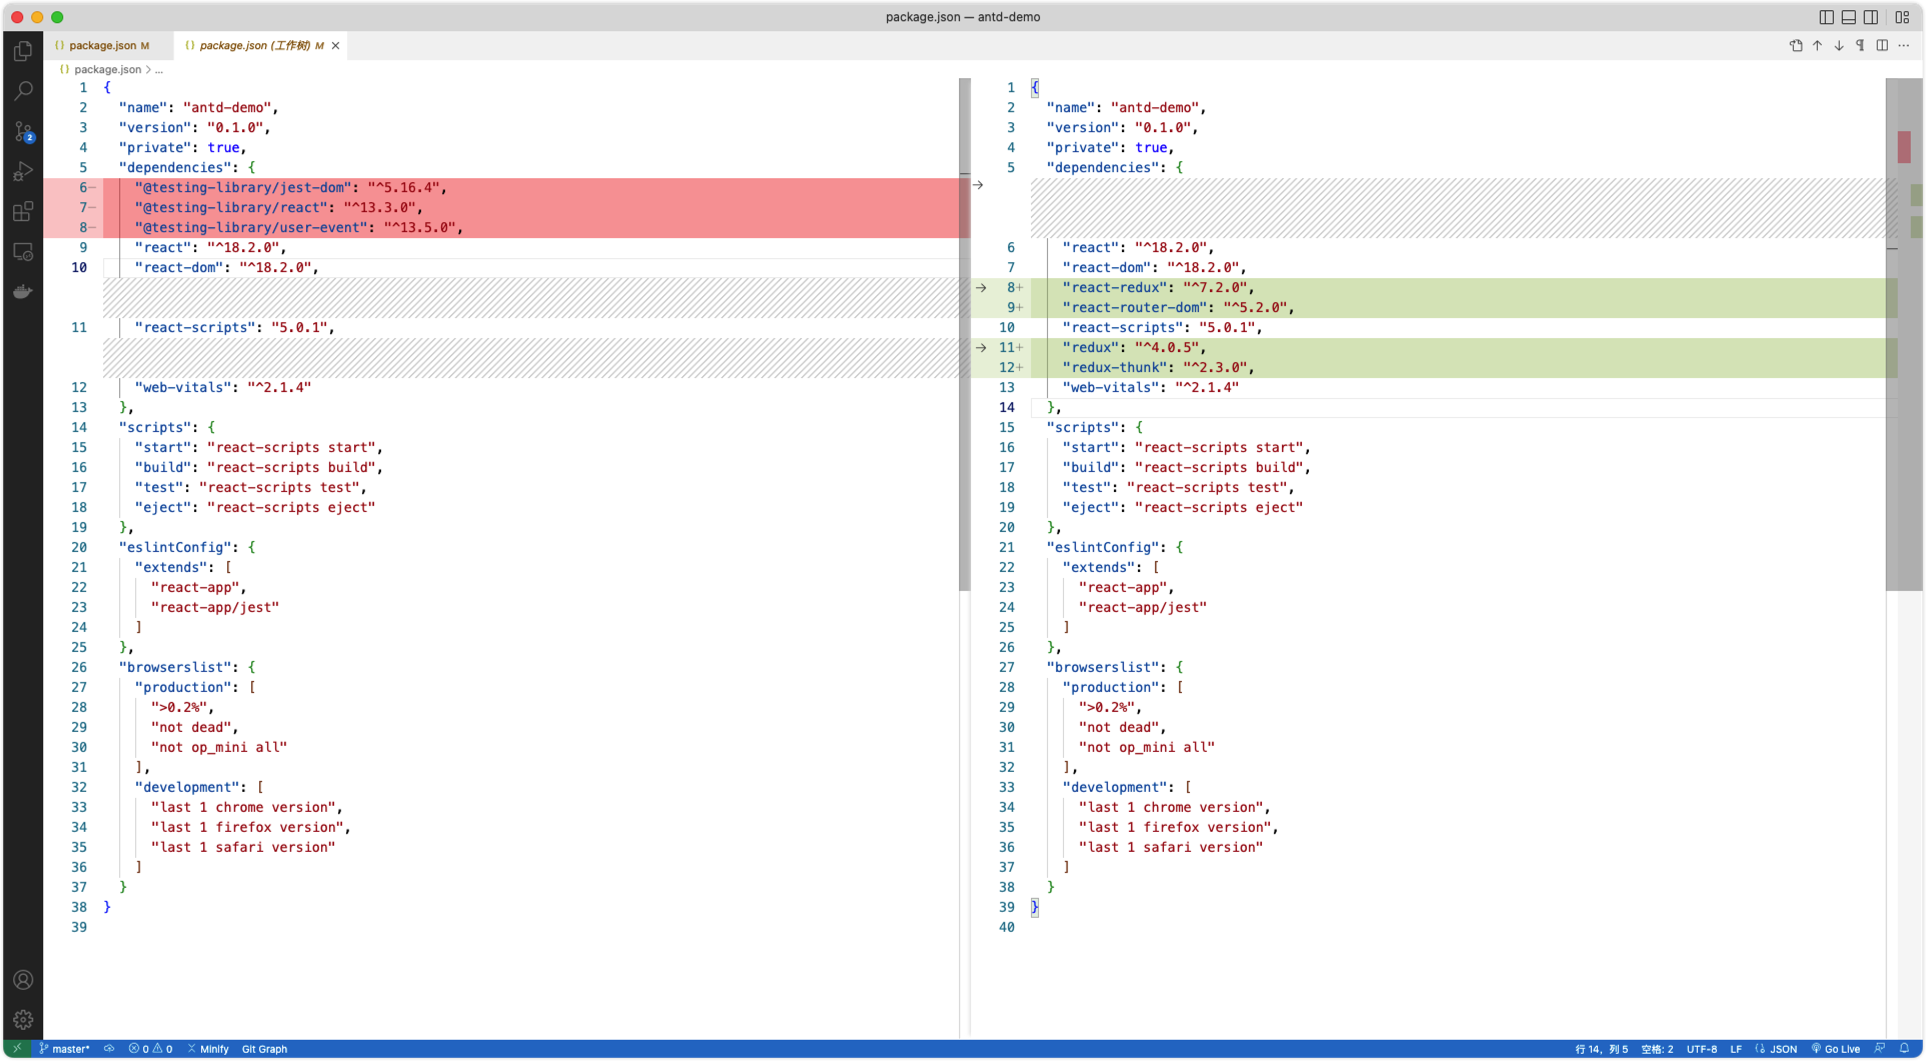 package.json — antd-demo
package.json M
package.json (工作树) M
package.json > ...
2
1 {
2 "name": "antd-demo",
3 "version": "0.1.0",
4 "private": true,
5 "dependencies": {
6− "@testing-library/jest-dom": "^5.16.4",
7− "@testing-library/react": "^13.3.0",
8− "@testing-library/user-event": "^13.5.0",
9 "react": "^18.2.0",
10 "react-dom": "^18.2.0",
11 "react-scripts": "5.0.1",
12 "web-vitals": "^2.1.4"
13 },
14 "scripts": {
15 "start": "react-scripts start",
16 "build": "react-scripts build",
17 "test": "react-scripts test",
18 "eject": "react-scripts eject"
19 },
20 "eslintConfig": {
21 "extends": [
22 "react-app",
23 "react-app/jest"
24 ]
25 },
26 "browserslist": {
27 "production": [
28 ">0.2%",
29 "not dead",
30 "not op_mini all"
31 ],
32 "development": [
33 "last 1 chrome version",
34 "last 1 firefox version",
35 "last 1 safari version"
36 ]
37 }
38 }
39
1 {
2 "name": "antd-demo",
3 "version": "0.1.0",
4 "private": true,
5 "dependencies": {
6 "react": "^18.2.0",
7 "react-dom": "^18.2.0",
8+ "react-redux": "^7.2.0",
9+ "react-router-dom": "^5.2.0",
10 "react-scripts": "5.0.1",
11+ "redux": "^4.0.5",
12+ "redux-thunk": "^2.3.0",
13 "web-vitals": "^2.1.4"
14 },
15 "scripts": {
16 "start": "react-scripts start",
17 "build": "react-scripts build",
18 "test": "react-scripts test",
19 "eject": "react-scripts eject"
20 },
21 "eslintConfig": {
22 "extends": [
23 "react-app",
24 "react-app/jest"
25 ]
26 },
27 "browserslist": {
28 "production": [
29 ">0.2%",
30 "not dead",
31 "not op_mini all"
32 ],
33 "development": [
34 "last 1 chrome version",
35 "last 1 firefox version",
36 "last 1 safari version"
37 ]
38 }
39 }
40
master* 0 0 Minify Git Graph 行 14, 列 5 空格: 2 UTF-8 LF JSON Go Live